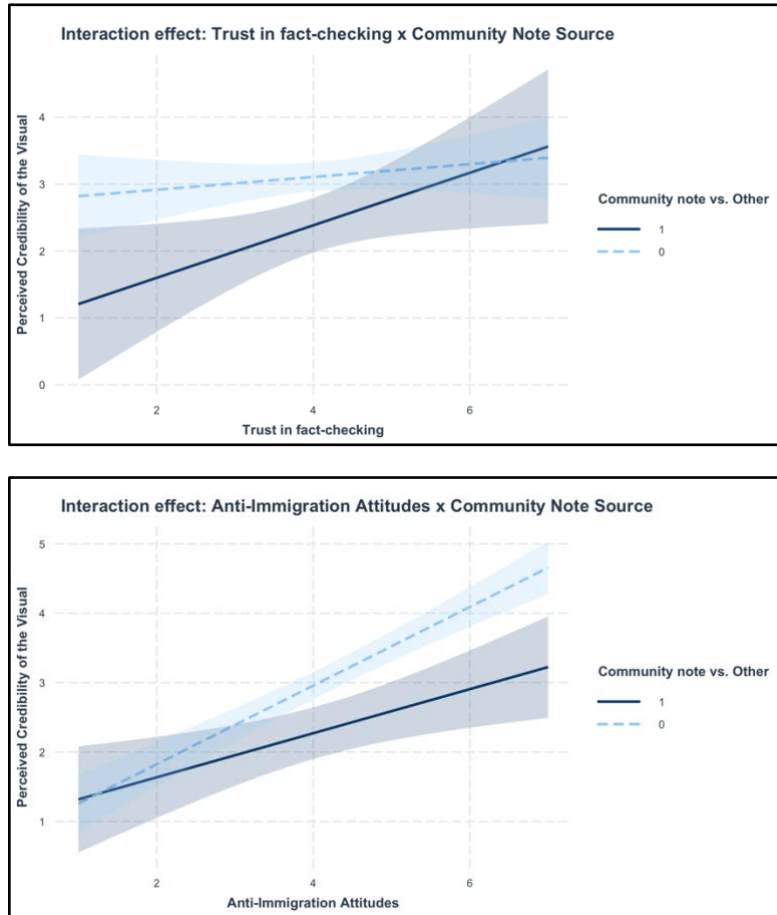 Interaction effect: Trust in fact-checking x Community Note Source
Perceived Credibility of the Visual
4
3
2
1
0
2 4 6
Trust in fact-checking
Community note vs. Other
1
0
Interaction effect: Anti-Immigration Attitudes x Community Note Source
Perceived Credibility of the Visual
5
4
3
2
1
2 4 6
Anti-Immigration Attitudes
Community note vs. Other
1
0